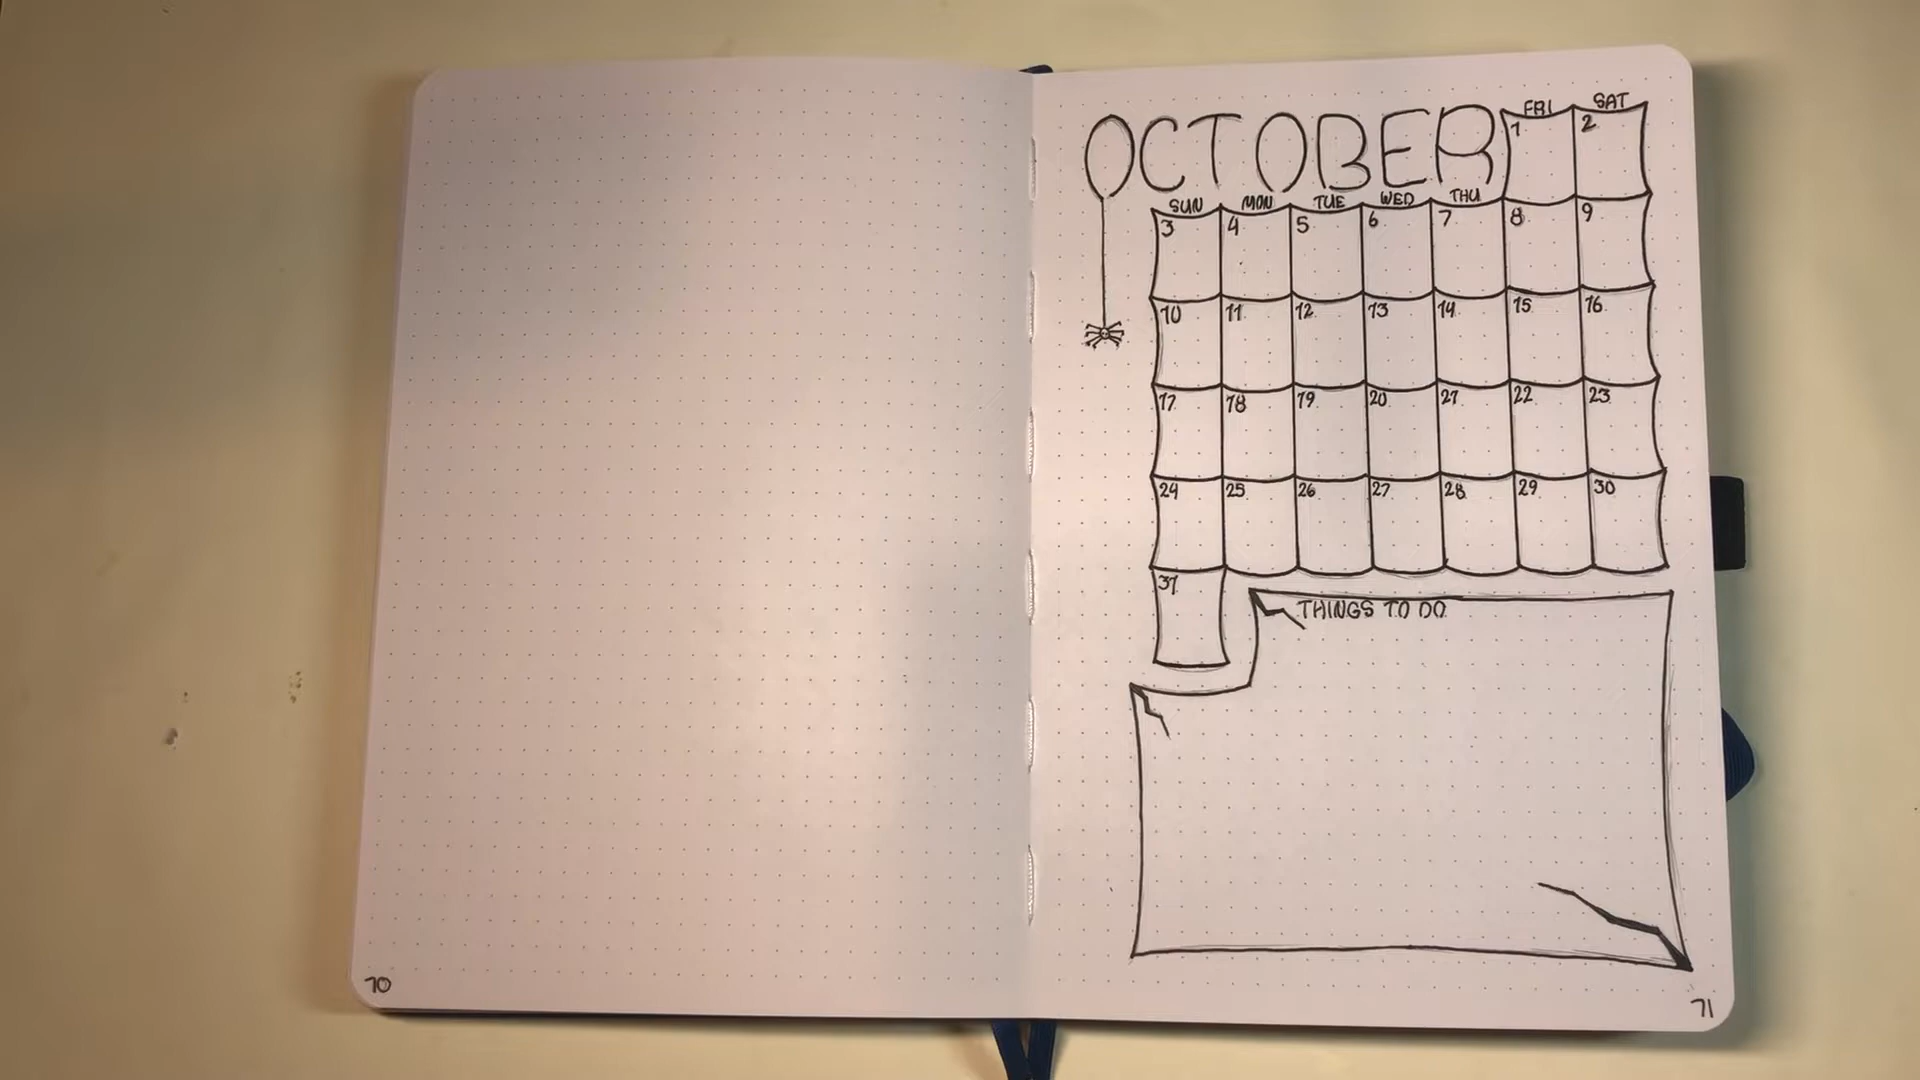 OCTOBER
FRI SAT
1 2
SUN MON TUE WED THU
3 4 5 6 7 8 9
10 11 12 13 14 15 16
17 18 19 20 21 22 23
24 25 26 27 28 29 30
31
THINGS TO DO
70
71